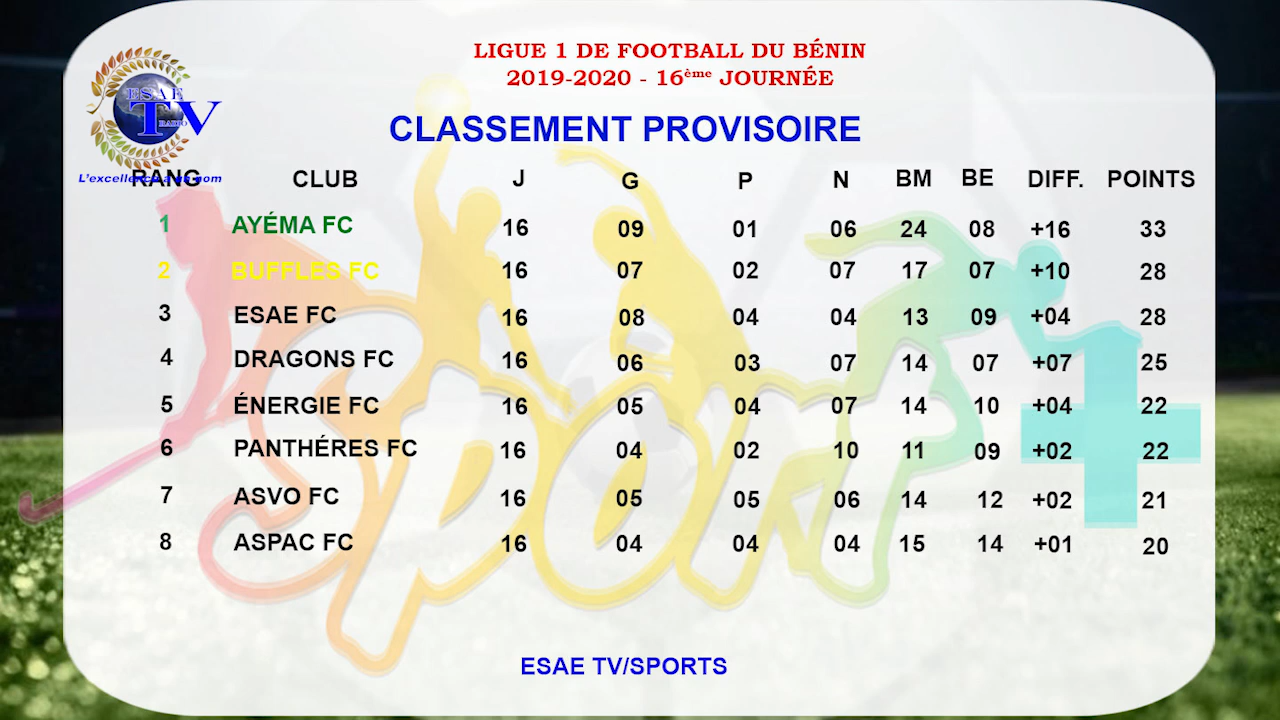 LIGUE 1 DE FOOTBALL DU BÉNIN
2019-2020 - 16ème JOURNÉE
ESAE
TV
RADIO
L'excellence a un nom
CLASSEMENT PROVISOIRE
RANG CLUB J G P N BM BE DIFF. POINTS
1 AYÉMA FC 16 09 01 06 24 08 +16 33
2 BUFFLES FC 16 07 02 07 17 07 +10 28
3 ESAE FC 16 08 04 04 13 09 +04 28
4 DRAGONS FC 16 06 03 07 14 07 +07 25
5 ÉNERGIE FC 16 05 04 07 14 10 +04 22
6 PANTHÉRES FC 16 04 02 10 11 09 +02 22
7 ASVO FC 16 05 05 06 14 12 +02 21
8 ASPAC FC 16 04 04 04 15 14 +01 20
Sport+
ESAE TV/SPORTS